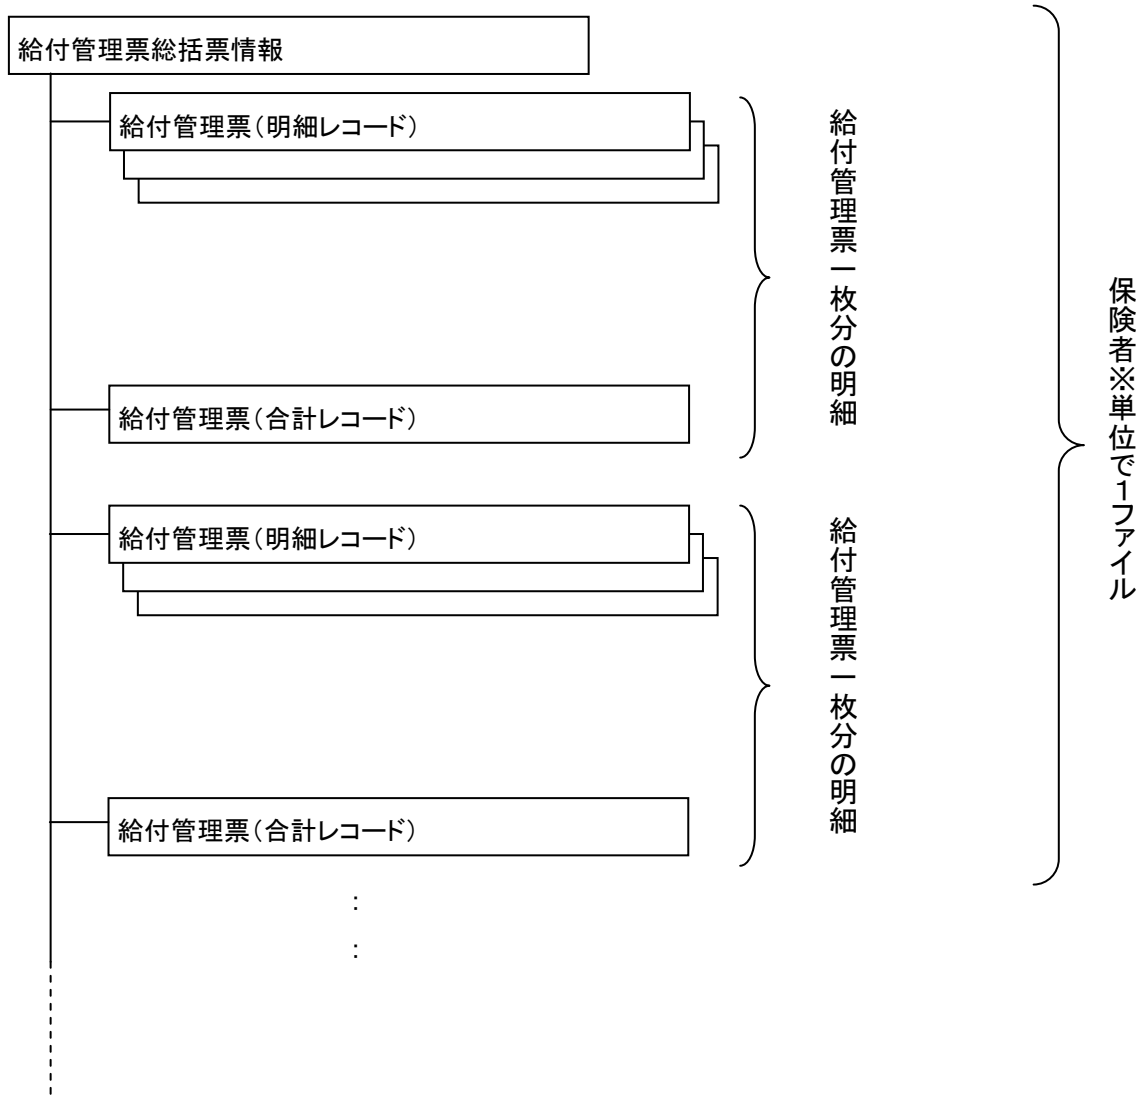 給付管理票総括票情報
給付管理票（明細レコード）
給付管理票（合計レコード）
給付管理票一枚分の明細
給付管理票（明細レコード）
給付管理票（合計レコード）
給付管理票一枚分の明細
：
：
保険者※単位で１ファイル